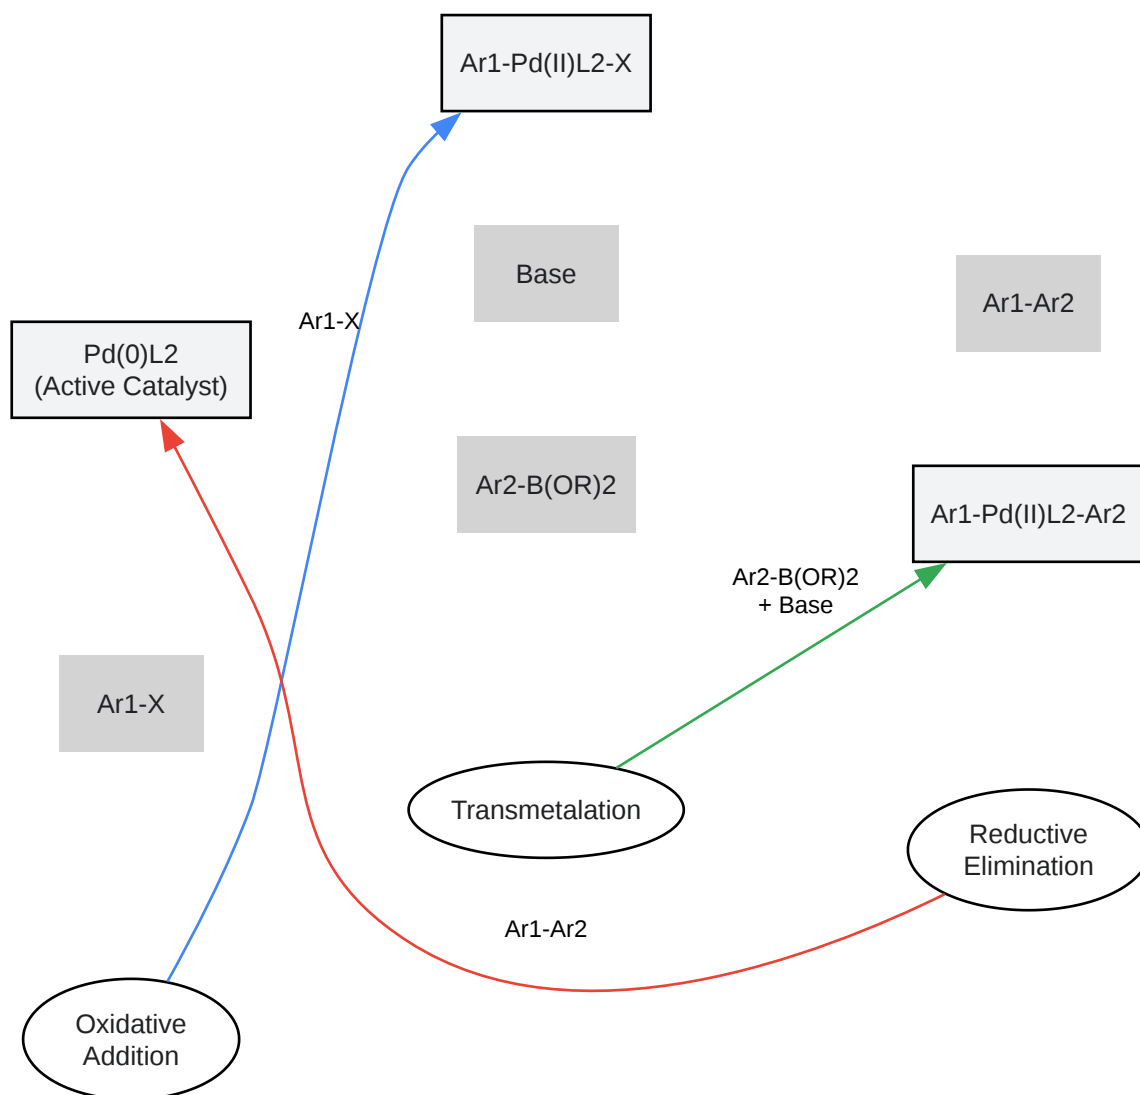 Ar1-Pd(II)L2-X
Base
Ar1-Ar2
Ar1-X
Pd(0)L2
(Active Catalyst)
Ar2-B(OR)2
Ar1-Pd(II)L2-Ar2
Ar2-B(OR)2
+ Base
Ar1-X
Transmetalation
Reductive
Elimination
Ar1-Ar2
Oxidative
Addition